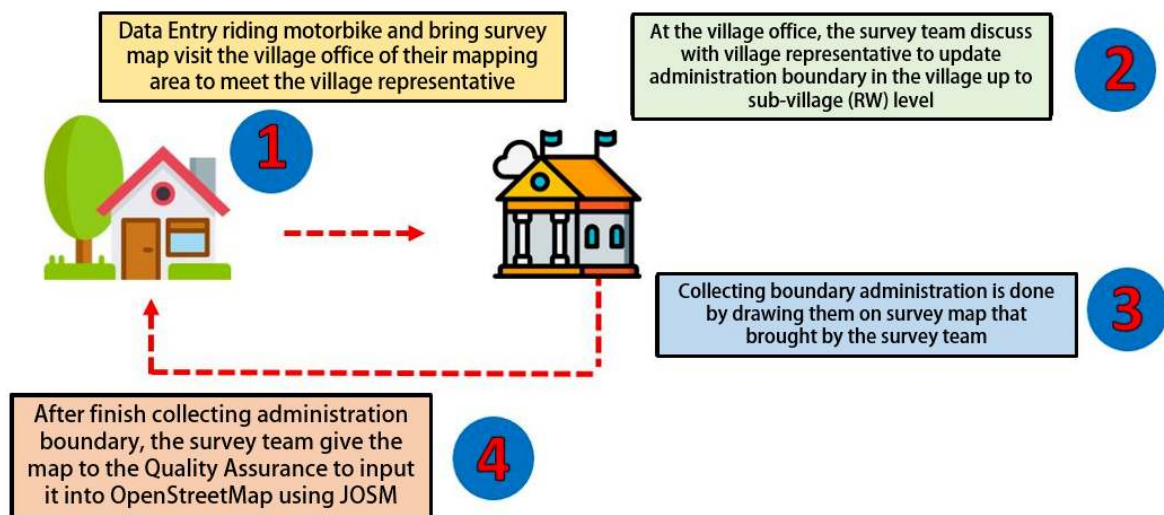 Data Entry riding motorbike and bring survey
map visit the village office of their mapping
area to meet the village representative
1
At the village office, the survey team discuss
with village representative to update
administration boundary in the village up to
sub-village (RW) level
2
Collecting boundary administration is done
by drawing them on survey map that
brought by the survey team
3
After finish collecting administration
boundary, the survey team give the
map to the Quality Assurance to input
it into OpenStreetMap using JOSM
4